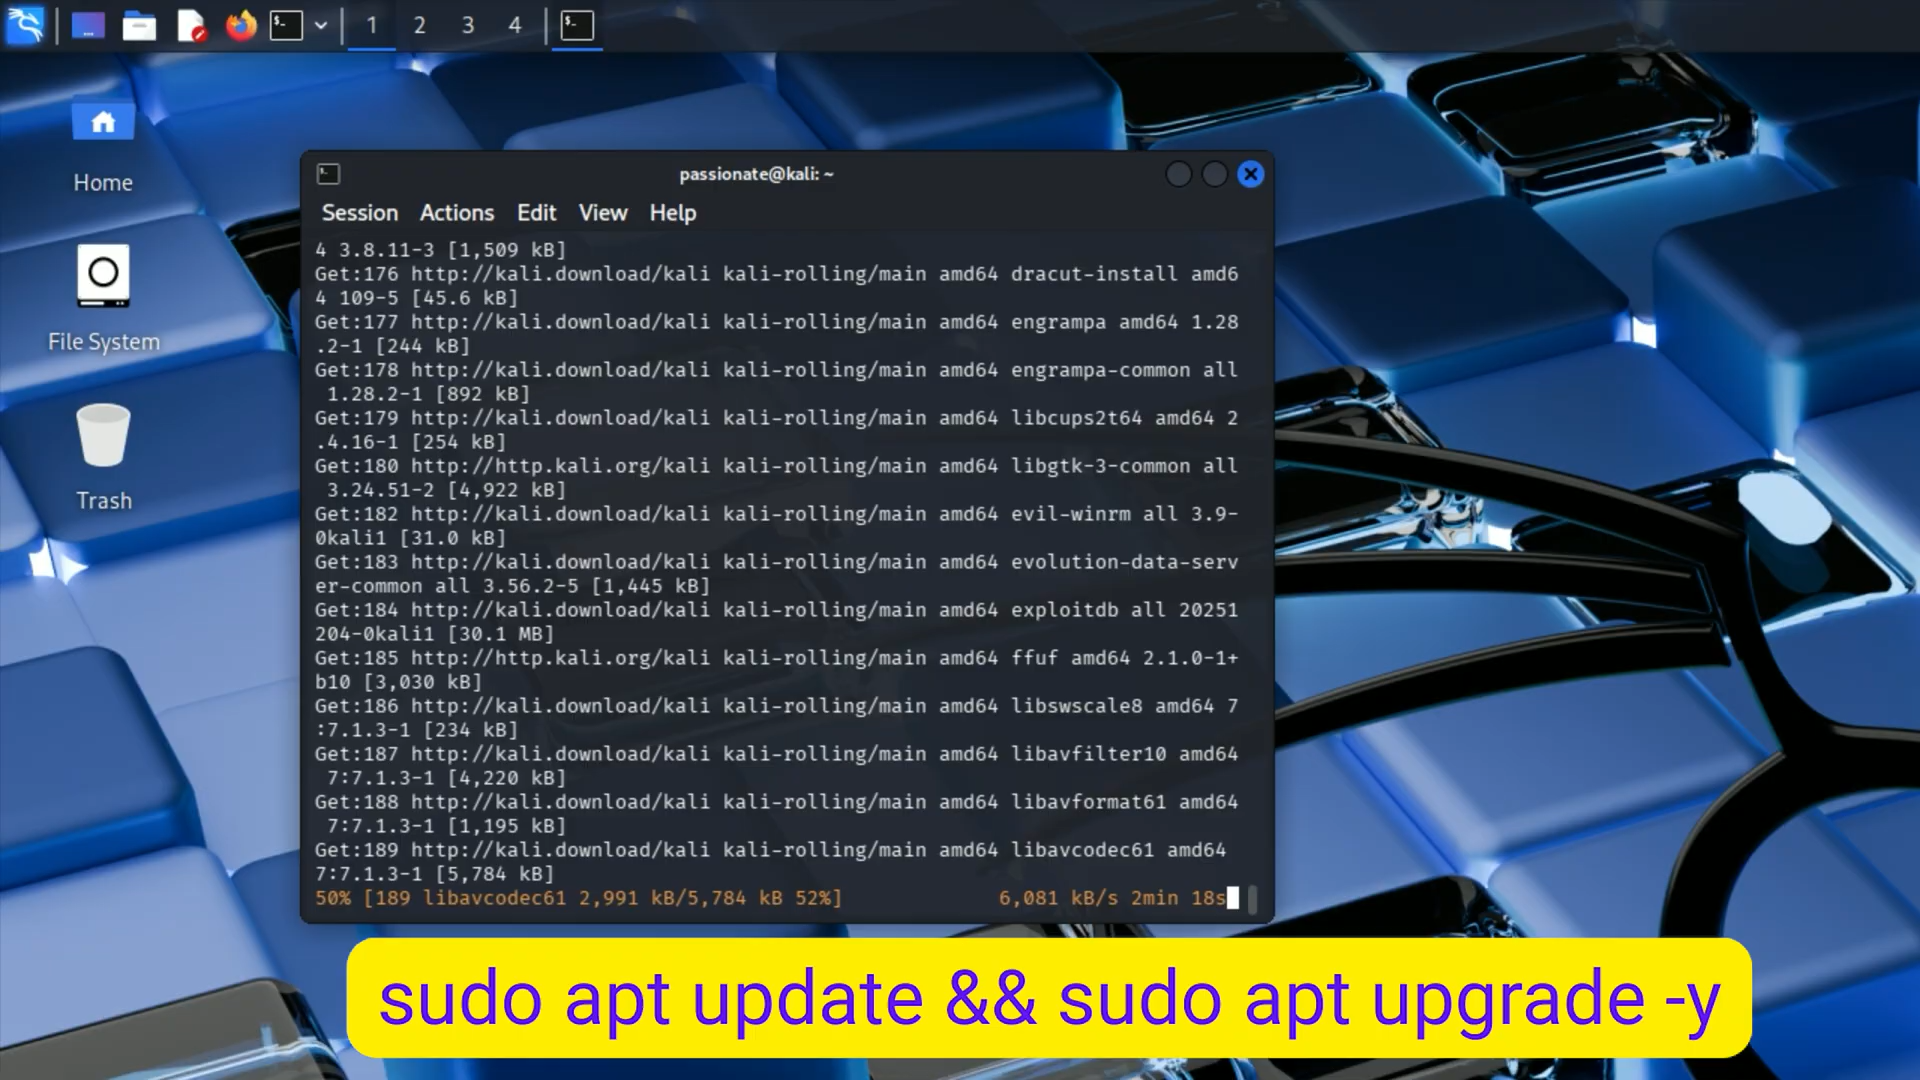 1 2 3 4
Home
File System
Trash
passionate@kali: ~
Session Actions Edit View Help
4 3.8.11-3 [1,509 kB]
Get:176 http://kali.download/kali kali-rolling/main amd64 dracut-install amd6
4 109-5 [45.6 kB]
Get:177 http://kali.download/kali kali-rolling/main amd64 engrampa amd64 1.28
.2-1 [244 kB]
Get:178 http://kali.download/kali kali-rolling/main amd64 engrampa-common all
 1.28.2-1 [892 kB]
Get:179 http://kali.download/kali kali-rolling/main amd64 libcups2t64 amd64 2
.4.16-1 [254 kB]
Get:180 http://http.kali.org/kali kali-rolling/main amd64 libgtk-3-common all
 3.24.51-2 [4,922 kB]
Get:182 http://kali.download/kali kali-rolling/main amd64 evil-winrm all 3.9-
0kali1 [31.0 kB]
Get:183 http://kali.download/kali kali-rolling/main amd64 evolution-data-serv
er-common all 3.56.2-5 [1,445 kB]
Get:184 http://kali.download/kali kali-rolling/main amd64 exploitdb all 20251
204-0kali1 [30.1 MB]
Get:185 http://http.kali.org/kali kali-rolling/main amd64 ffuf amd64 2.1.0-1+
b10 [3,030 kB]
Get:186 http://kali.download/kali kali-rolling/main amd64 libswscale8 amd64 7
:7.1.3-1 [234 kB]
Get:187 http://kali.download/kali kali-rolling/main amd64 libavfilter10 amd64
 7:7.1.3-1 [4,220 kB]
Get:188 http://kali.download/kali kali-rolling/main amd64 libavformat61 amd64
 7:7.1.3-1 [1,195 kB]
Get:189 http://kali.download/kali kali-rolling/main amd64 libavcodec61 amd64
7:7.1.3-1 [5,784 kB]
50% [189 libavcodec61 2,991 kB/5,784 kB 52%] 6,081 kB/s 2min 18s
sudo apt update && sudo apt upgrade -y